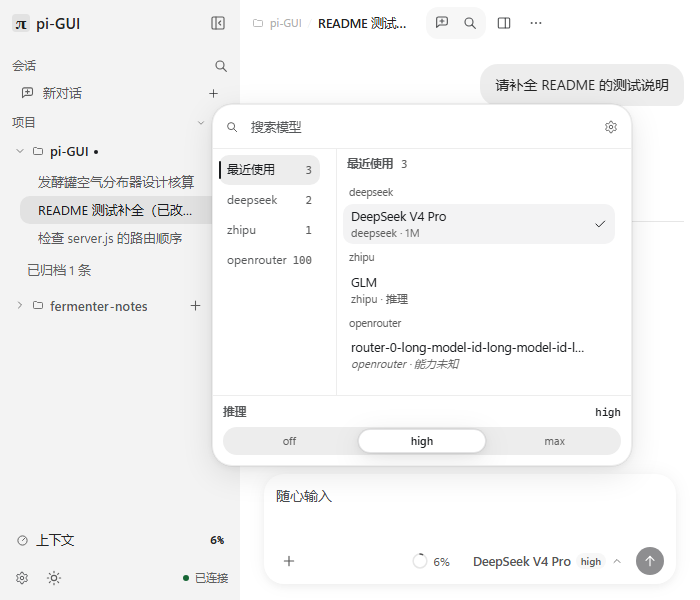 π pi-GUI
会话
新对话
项目
pi-GUI
发酵罐空气分布器设计核算
README 测试补全（已改...
检查 server.js 的路由顺序
已归档 1 条
fermenter-notes
上下文 6%
已连接
pi-GUI / README 测试...
请补全 README 的测试说明
搜索模型
最近使用 3
deepseek 2
zhipu 1
openrouter 100
最近使用 3
deepseek
DeepSeek V4 Pro
deepseek · 1M
zhipu
GLM
zhipu · 推理
openrouter
router-0-long-model-id-long-model-id-l...
openrouter · 能力未知
推理 high
off high max
随心输入
6% DeepSeek V4 Pro high